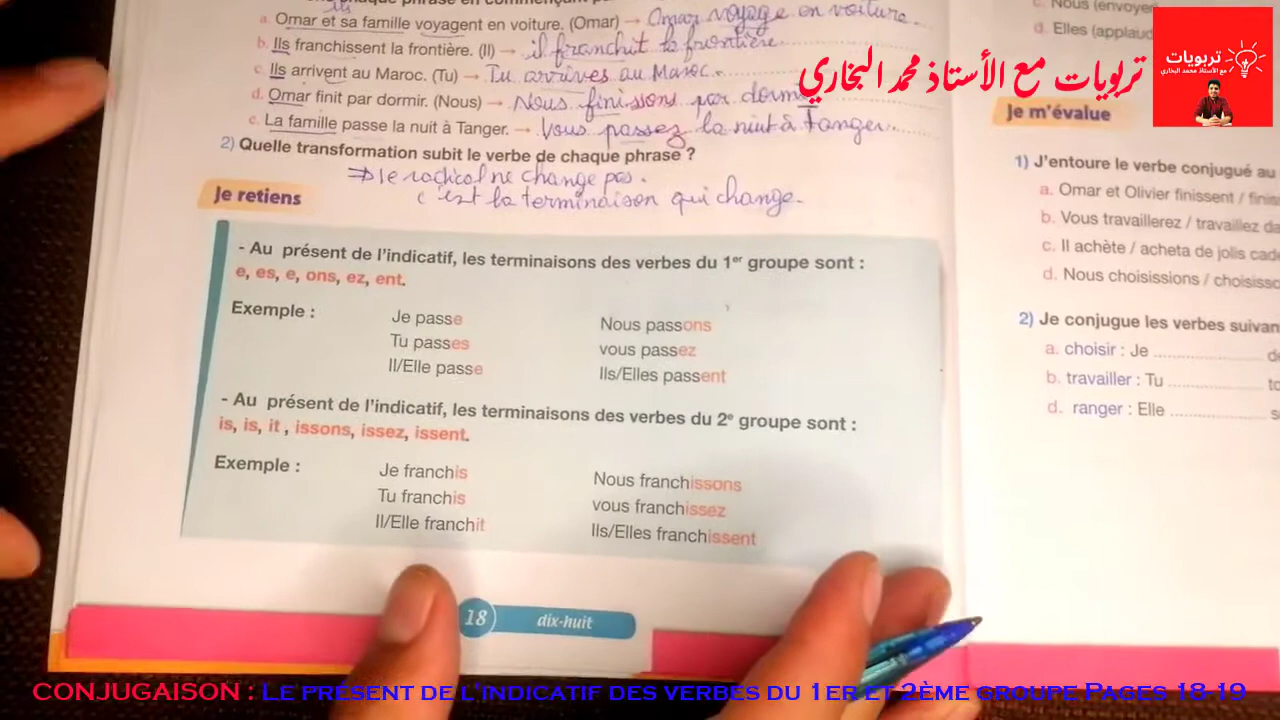 a. Omar et sa famille voyagent en voiture. (Omar) → Omar voyage en voiture.
b. Ils franchissent la frontière. (Il) → il franchit la frontière
c. Ils arrivent au Maroc. (Tu) → Tu arrives au Maroc.
d. Omar finit par dormir. (Nous) → Nous finissons par
e. La famille passe la nuit à Tanger. → Vous passez la niut à Tanger
2) Quelle transformation subit le verbe de chaque phrase ?
⇒ le radical ne change pas.
c'est la terminaison qui change.
Je retiens
- Au présent de l'indicatif, les terminaisons des verbes du 1er groupe sont :
e, es, e, ons, ez, ent.
Exemple :
Je passe
Tu passes
Il/Elle passe
Nous passons
vous passez
Ils/Elles passent
- Au présent de l'indicatif, les terminaisons des verbes du 2e groupe sont :
is, is, it , issons, issez, issent.
Exemple :
Je franchis
Tu franchis
Il/Elle franchit
Nous franchissons
vous franchissez
Ils/Elles franchissent
18 dix-huit
c. Nous (envoyer
d. Elles (applaud
تربويات مع الأستاذ محمد البخاري
تربويات
مع الأستاذ محمد البخاري
Je m'évalue
1) J'entoure le verbe conjugué au
a. Omar et Olivier finissent /
b. Vous travaillerez / travaillez
c. Il achète / acheta de jolis
d. Nous choisissions /
2) Je conjugue les verbes
a. choisir : Je
b. travailler : Tu
d. ranger : Elle
CONJUGAISON : Le présent de l'indicatif des verbes du 1er et 2ème groupe Pages 18-19